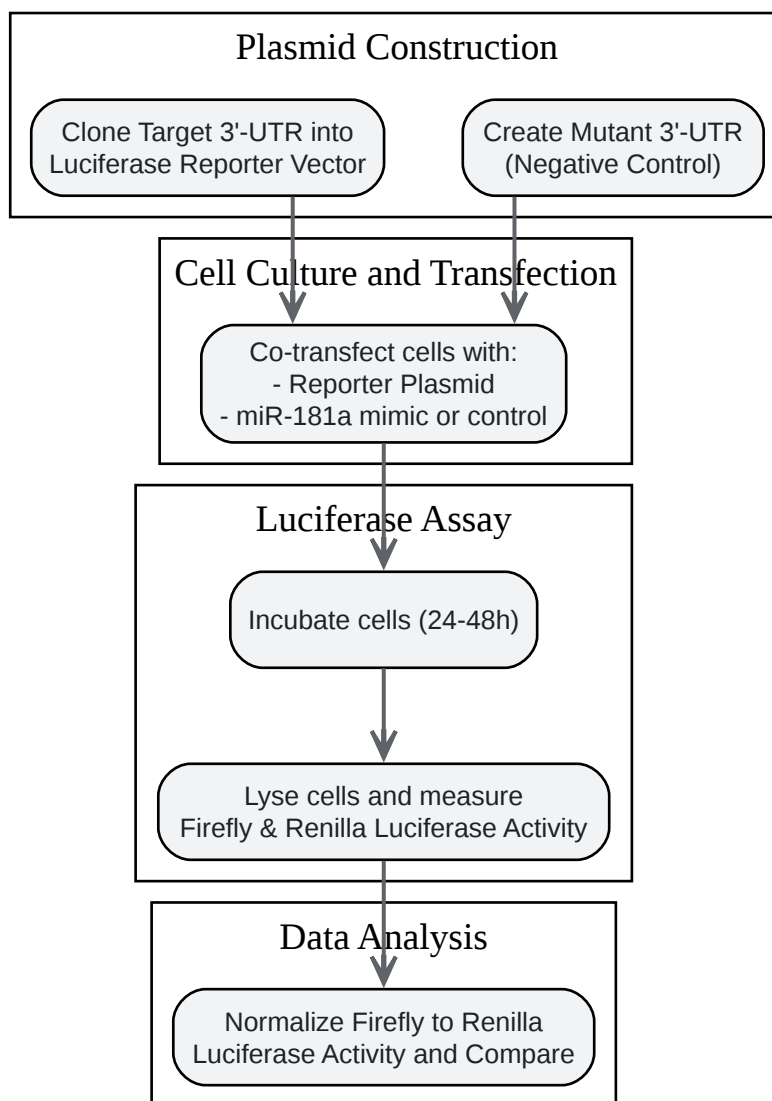 Plasmid Construction
Clone Target 3'-UTR into
Luciferase Reporter Vector
Create Mutant 3'-UTR
(Negative Control)
Cell Culture and Transfection
Co-transfect cells with:
- Reporter Plasmid
- miR-181a mimic or control
Luciferase Assay
Incubate cells (24-48h)
Lyse cells and measure
Firefly & Renilla Luciferase Activity
Data Analysis
Normalize Firefly to Renilla
Luciferase Activity and Compare